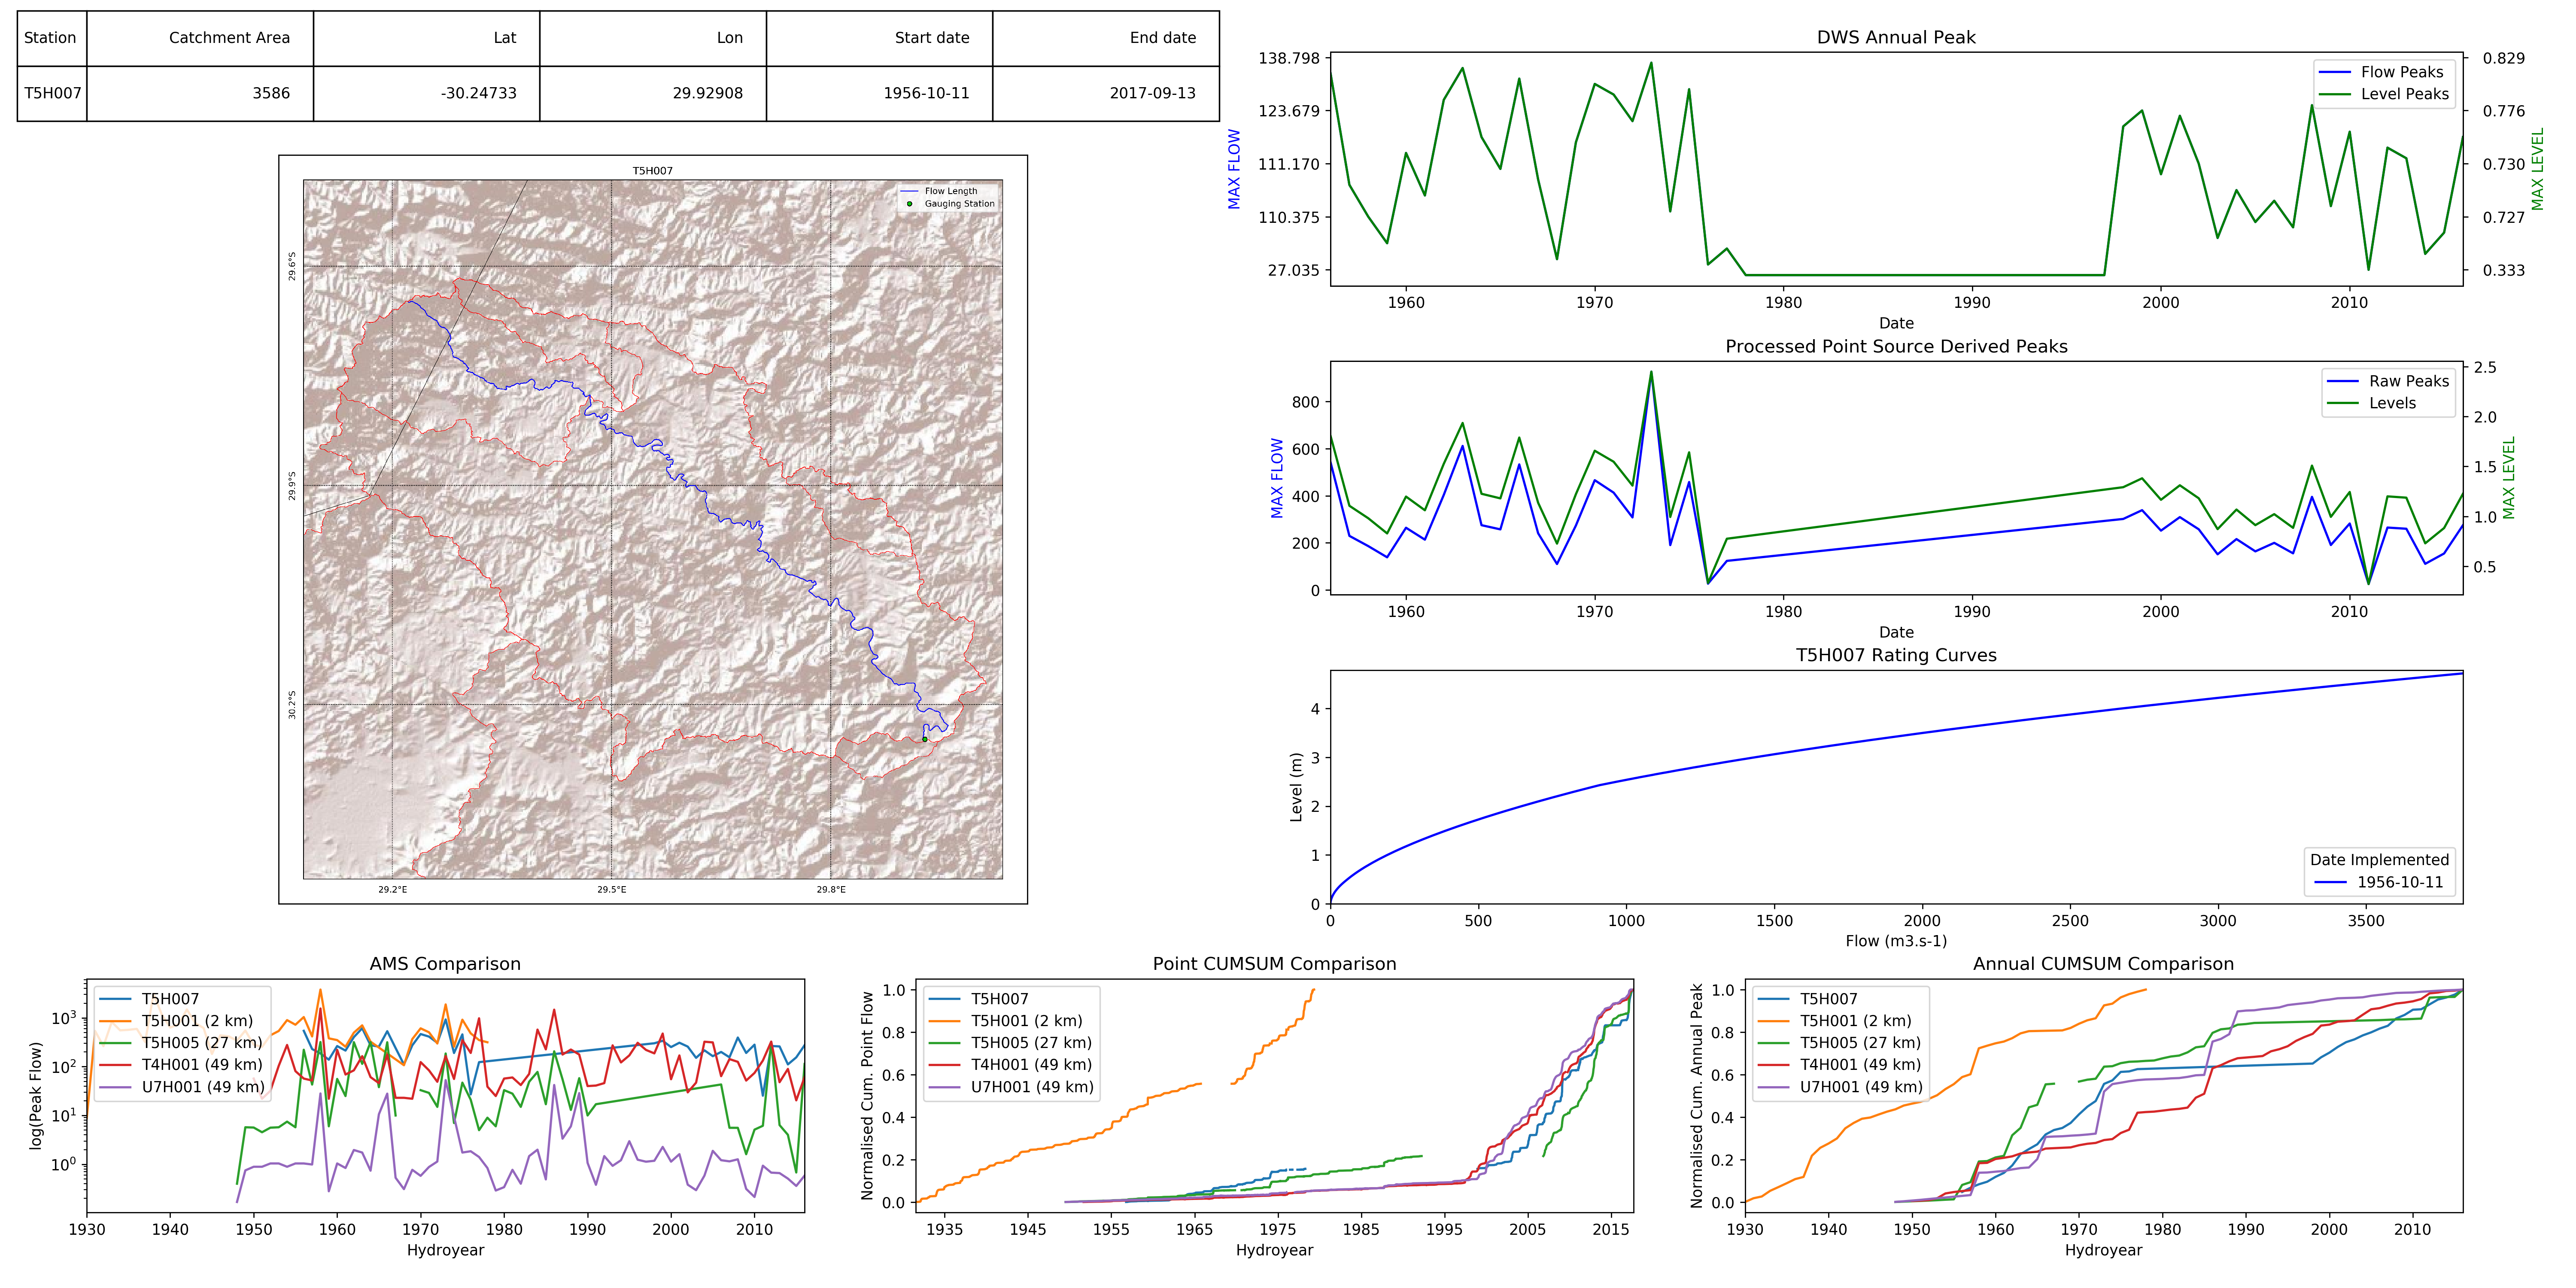 Station Catchment Area Lat Lon Start date End date
T5H007 3586 -30.24733 29.92908 1956-10-11 2017-09-13
T5H007
Flow Length
Gauging Station
29.6°S
29.9°S
30.2°S
29.2°E 29.5°E 29.8°E
DWS Annual Peak
MAX FLOW
138.798
123.679
111.170
110.375
27.035
Flow Peaks
Level Peaks
0.829
0.776
0.730
0.727
0.333
MAX LEVEL
1960 1970 1980 1990 2000 2010
Date
Processed Point Source Derived Peaks
MAX FLOW
800
600
400
200
0
Raw Peaks
Levels
2.5
2.0
1.5
1.0
0.5
MAX LEVEL
1960 1970 1980 1990 2000 2010
Date
T5H007 Rating Curves
Level (m)
4
3
2
1
0
Date Implemented
1956-10-11
0 500 1000 1500 2000 2500 3000 3500
Flow (m3.s-1)
AMS Comparison
log(Peak Flow)
10³
10²
10¹
10⁰
T5H007
T5H001 (2 km)
T5H005 (27 km)
T4H001 (49 km)
U7H001 (49 km)
1930 1940 1950 1960 1970 1980 1990 2000 2010
Hydroyear
Point CUMSUM Comparison
Normalised Cum. Point Flow
1.0
0.8
0.6
0.4
0.2
0.0
T5H007
T5H001 (2 km)
T5H005 (27 km)
T4H001 (49 km)
U7H001 (49 km)
1935 1945 1955 1965 1975 1985 1995 2005 2015
Hydroyear
Annual CUMSUM Comparison
Normalised Cum. Annual Peak
1.0
0.8
0.6
0.4
0.2
0.0
T5H007
T5H001 (2 km)
T5H005 (27 km)
T4H001 (49 km)
U7H001 (49 km)
1930 1940 1950 1960 1970 1980 1990 2000 2010
Hydroyear